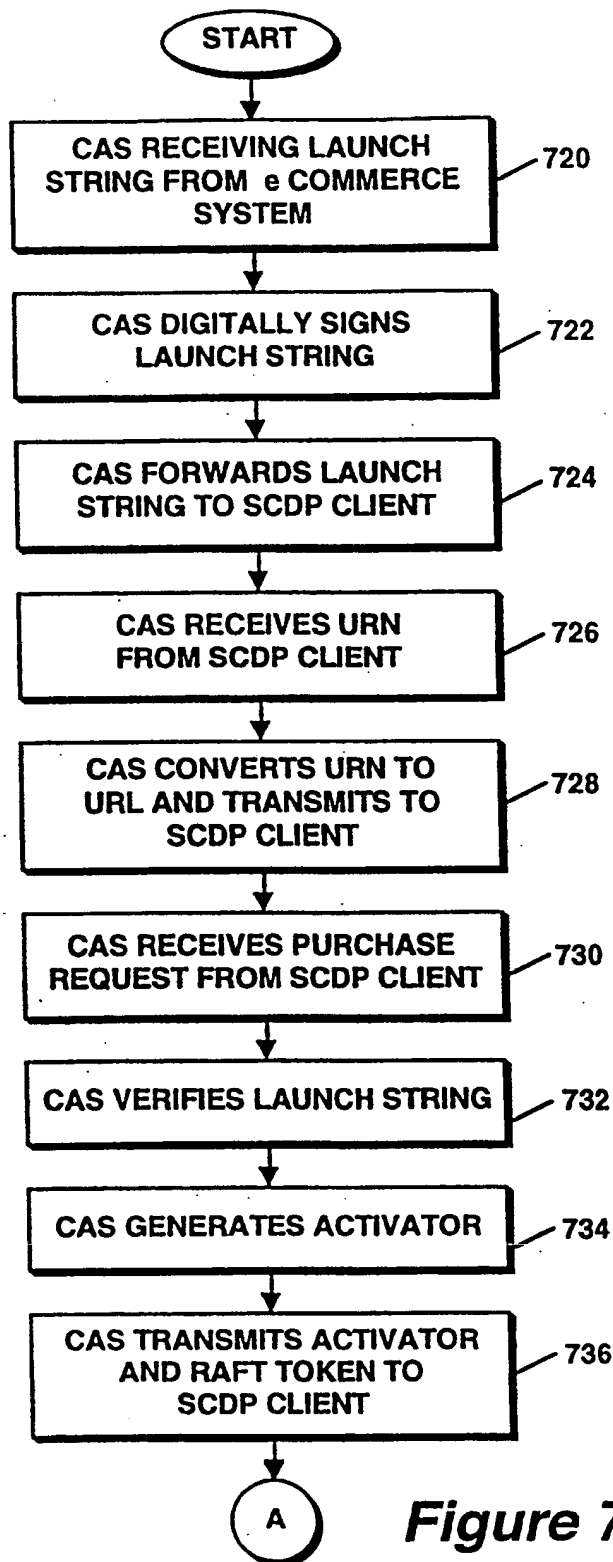 START
CAS RECEIVING LAUNCH
STRING FROM e COMMERCE
SYSTEM
720
CAS DIGITALLY SIGNS
LAUNCH STRING
722
CAS FORWARDS LAUNCH
STRING TO SCDP CLIENT
724
CAS RECEIVES URN
FROM SCDP CLIENT
726
CAS CONVERTS URN TO
URL AND TRANSMITS TO
SCDP CLIENT
728
CAS RECEIVES PURCHASE
REQUEST FROM SCDP CLIENT
730
CAS VERIFIES LAUNCH STRING
732
CAS GENERATES ACTIVATOR
734
CAS TRANSMITS ACTIVATOR
AND RAFT TOKEN TO
SCDP CLIENT
736
A
Figure 7